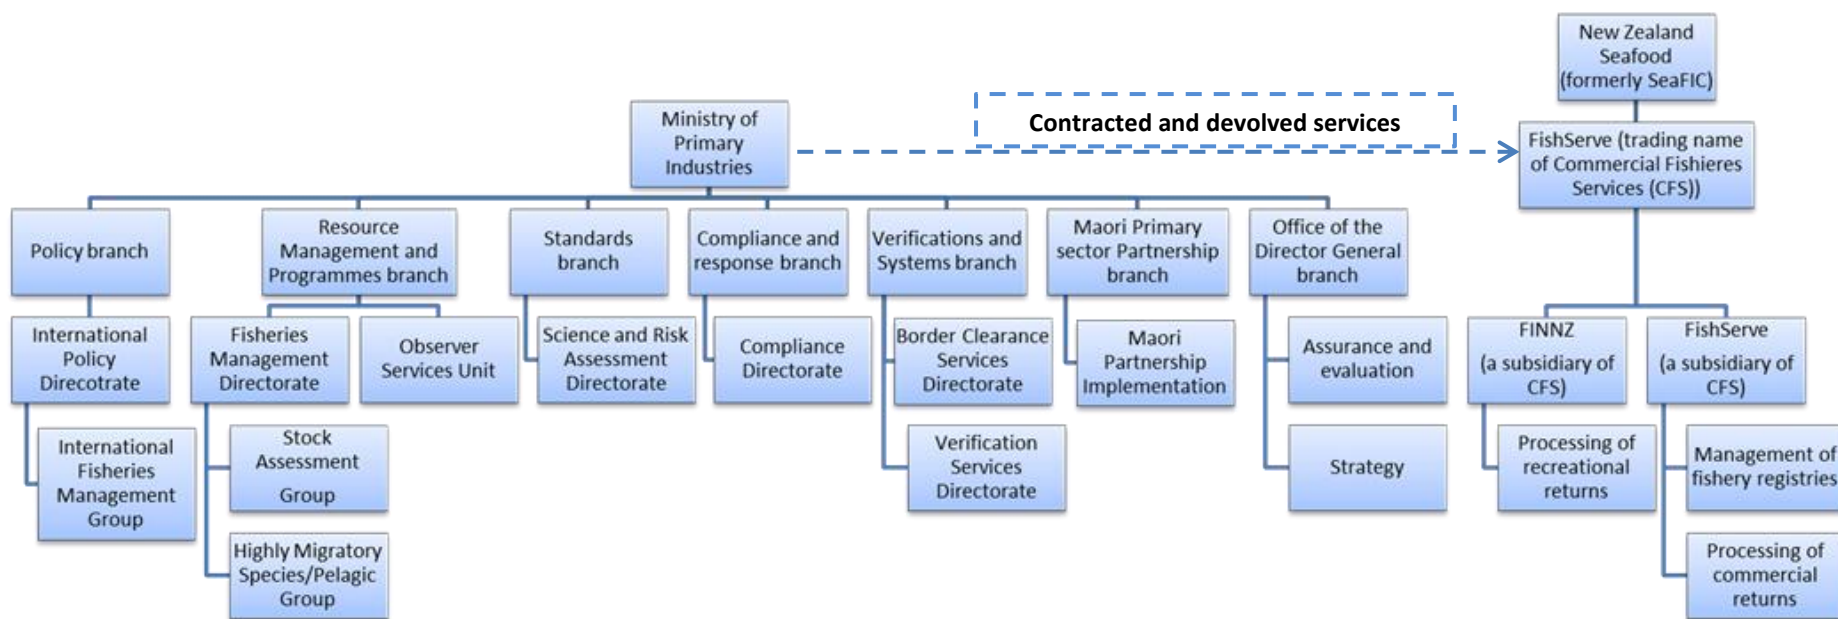 New Zealand
Seafood
(formerly SeaFIC)
Ministry of
Primary
Industries
Contracted and devolved services
FishServe (trading name
of Commercial Fishieres
Services (CFS))
Policy branch
Resource
Management and
Programmes branch
Standards
branch
Compliance and
response branch
Verifications and
Systems branch
Maori Primary
sector Partnership
branch
Office of the
Director General
branch
International
Policy
Direcotrate
Fisheries
Management
Directorate
Observer
Services Unit
Science and Risk
Assessment
Directorate
Compliance
Directorate
Border Clearance
Services
Directorate
Maori
Partnership
Implementation
Assurance and
evaluation
FINNZ
(a subsidiary of
CFS)
FishServe
(a subsidiary of
CFS)
International
Fisheries
Management
Group
Stock
Assessment
Group
Verification
Services
Directorate
Strategy
Processing of
recreational
returns
Management of
fishery registries
Highly Migratory
Species/Pelagic
Group
Processing of
commercial
returns